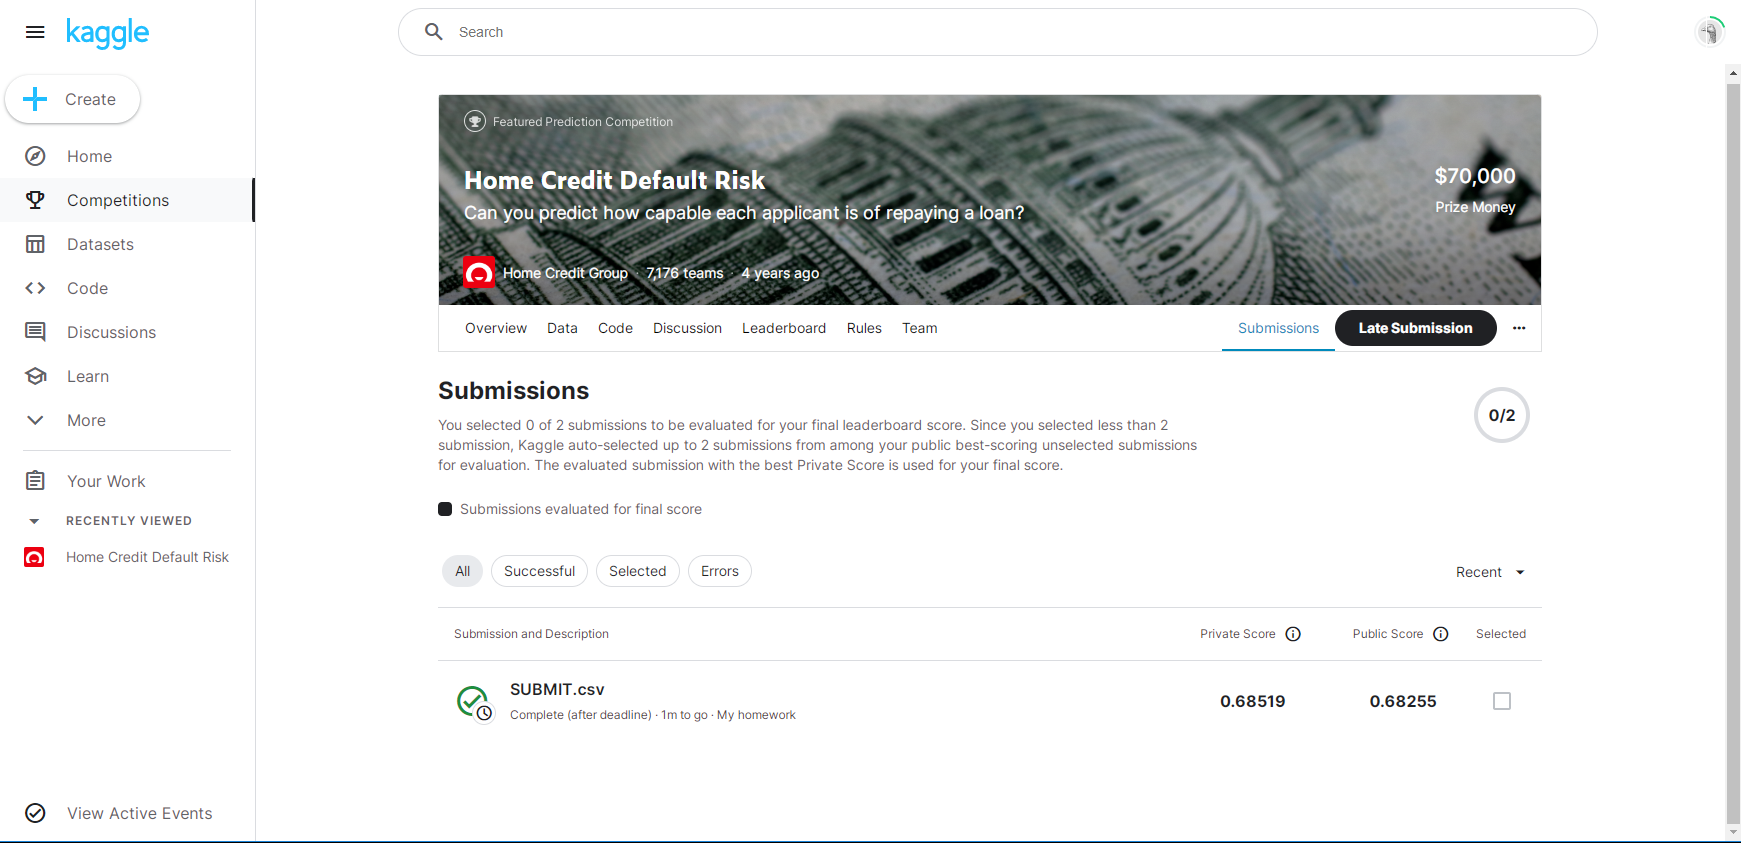 kaggle
Search
Create
Home
Competitions
Datasets
Code
Discussions
Learn
More
Your Work
RECENTLY VIEWED
Home Credit Default Risk
View Active Events
Featured Prediction Competition
Home Credit Default Risk
Can you predict how capable each applicant is of repaying a loan?
$70,000
Prize Money
Home Credit Group · 7,176 teams · 4 years ago
Overview Data Code Discussion Leaderboard Rules Team Submissions Late Submission
Submissions
You selected 0 of 2 submissions to be evaluated for your final leaderboard score. Since you selected less than 2
submission, Kaggle auto-selected up to 2 submissions from among your public best-scoring unselected submissions
for evaluation. The evaluated submission with the best Private Score is used for your final score.
0/2
Submissions evaluated for final score
All Successful Selected Errors Recent
Submission and Description Private Score Public Score Selected
SUBMIT.csv
Complete (after deadline) · 1m to go · My homework
0.68519 0.68255